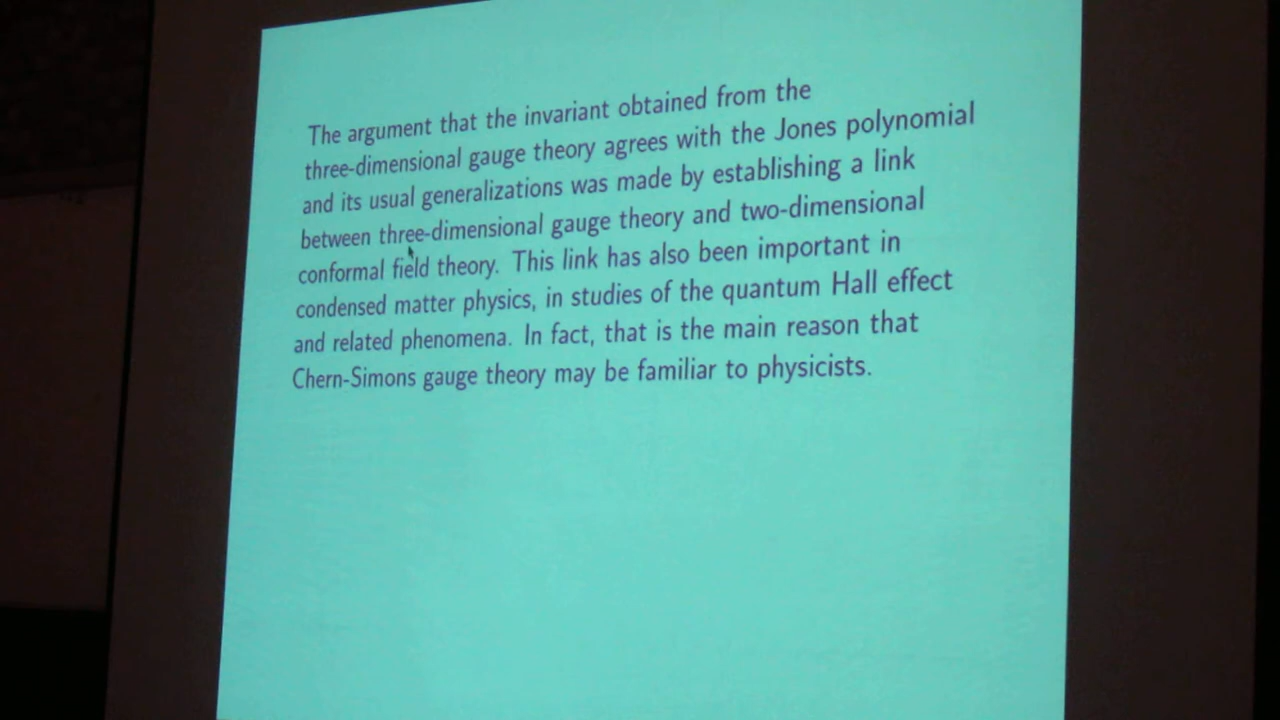 The argument that the invariant obtained from the
three-dimensional gauge theory agrees with the Jones polynomial
and its usual generalizations was made by establishing a link
between three-dimensional gauge theory and two-dimensional
conformal field theory. This link has also been important in
condensed matter physics, in studies of the quantum Hall effect
and related phenomena. In fact, that is the main reason that
Chern-Simons gauge theory may be familiar to physicists.